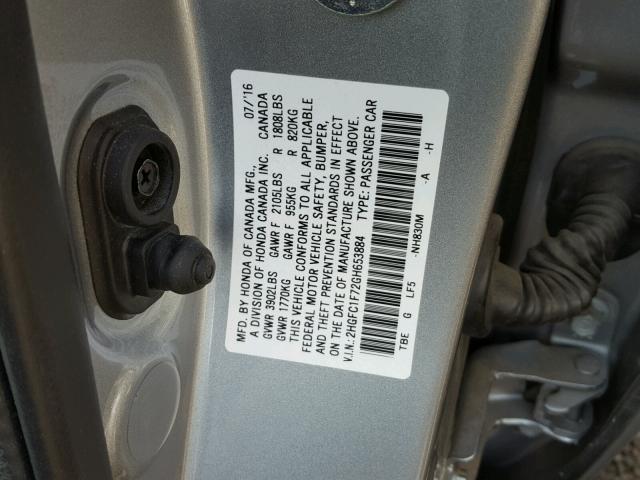 MFD. BY HONDA OF CANADA MFG., 07/'16
A DIVISION OF HONDA CANADA INC. CANADA
GVWR 3902LBS GAWR F 2105LBS R 1808LBS
GVWR 1770KG GAWR F 955KG R 820KG
THIS VEHICLE CONFORMS TO ALL APPLICABLE
FEDERAL MOTOR VEHICLE SAFETY, BUMPER,
AND THEFT PREVENTION STANDARDS IN EFFECT
ON THE DATE OF MANUFACTURE SHOWN ABOVE.
V.I.N.: 2HGFC1F72GH653884 TYPE: PASSENGER CAR
TBE G LF5 -NH830M -A -H